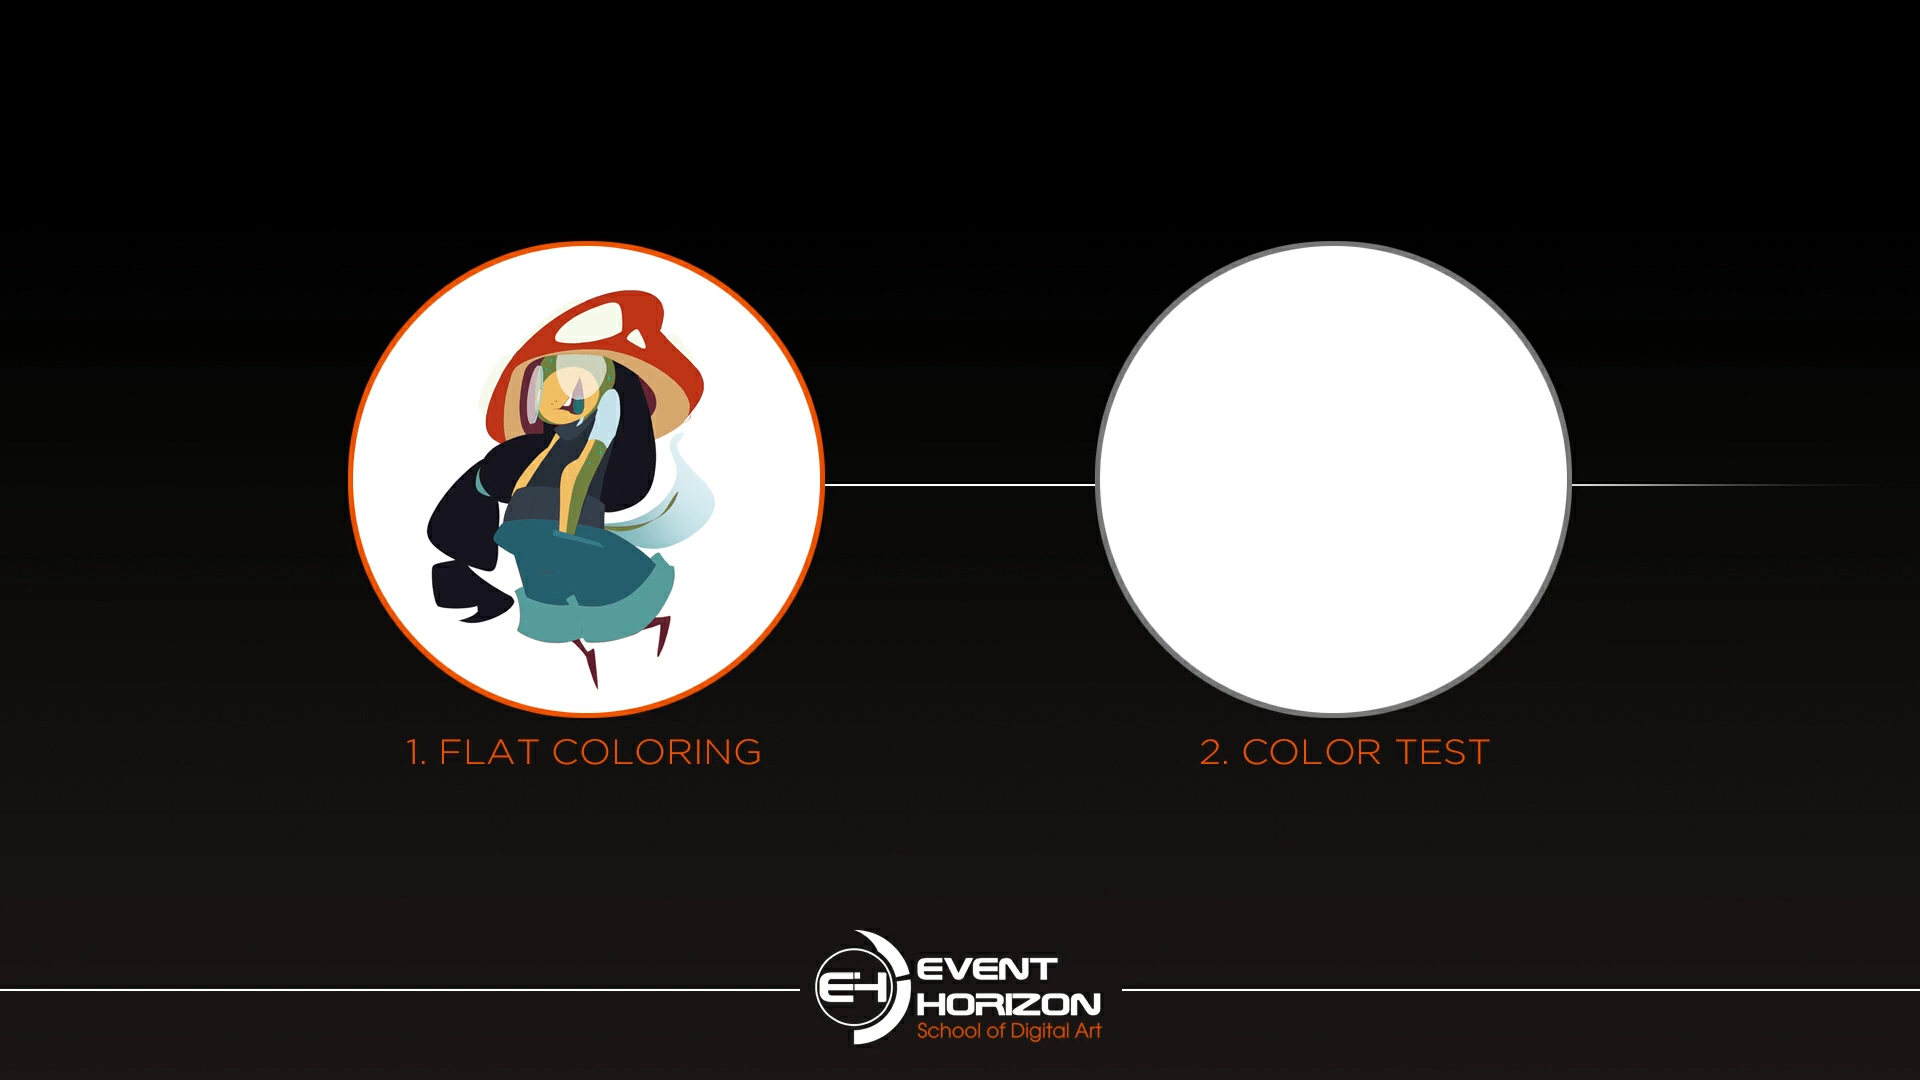 1. FLAT COLORING
2. COLOR TEST
EH
EVENT
HORIZON
School of Digital Art